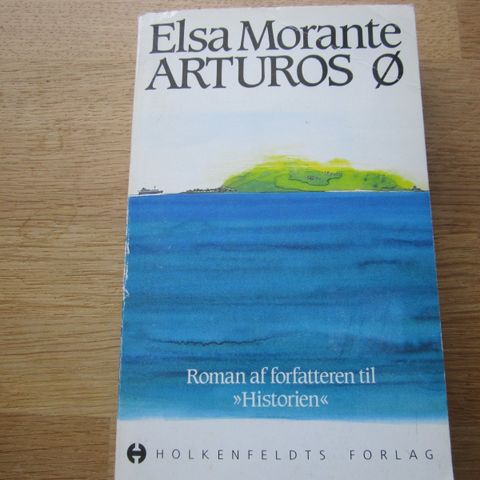 Elsa Morante
ARTUROS Ø
Roman af forfatteren til
»Historien«
HOLKENFELDTS FORLAG